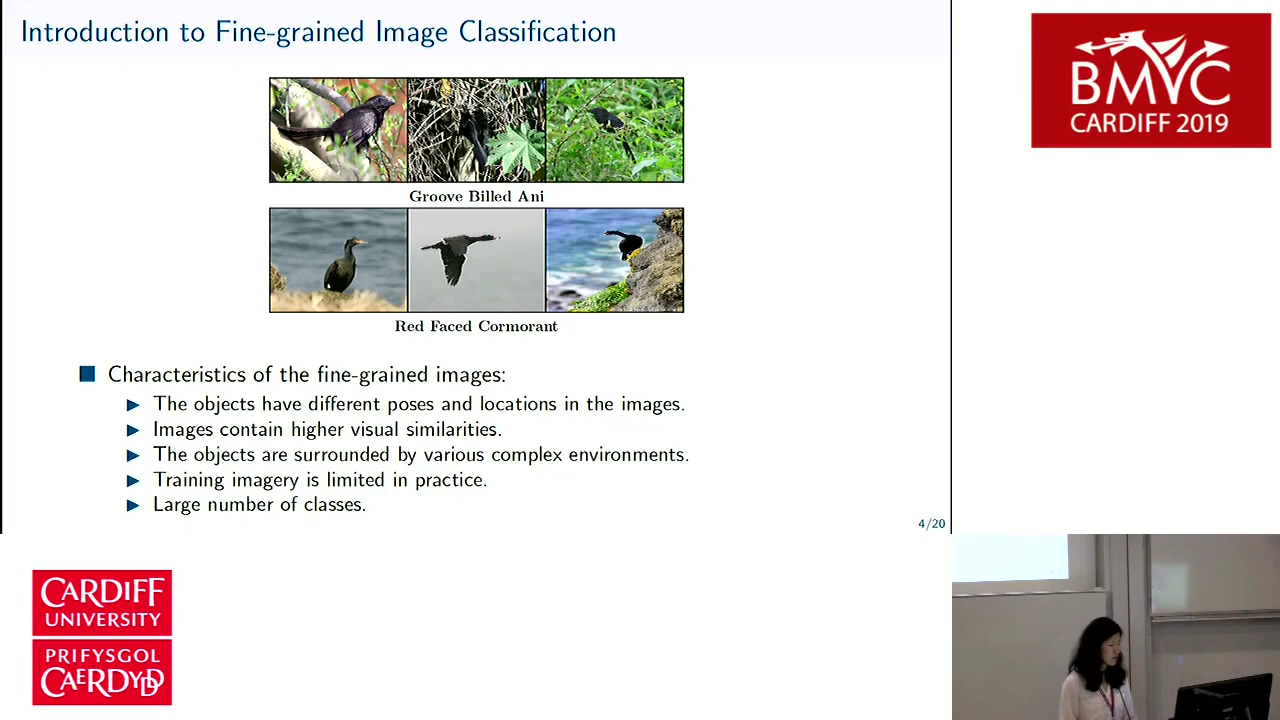 Introduction to Fine-grained Image Classification
BMVC
CARDIFF 2019
Groove Billed Ani
Red Faced Cormorant
Characteristics of the fine-grained images:
The objects have different poses and locations in the images.
Images contain higher visual similarities.
The objects are surrounded by various complex environments.
Training imagery is limited in practice.
Large number of classes.
4/20
CARDIFF
UNIVERSITY
PRIFYSGOL
CAERDYDD